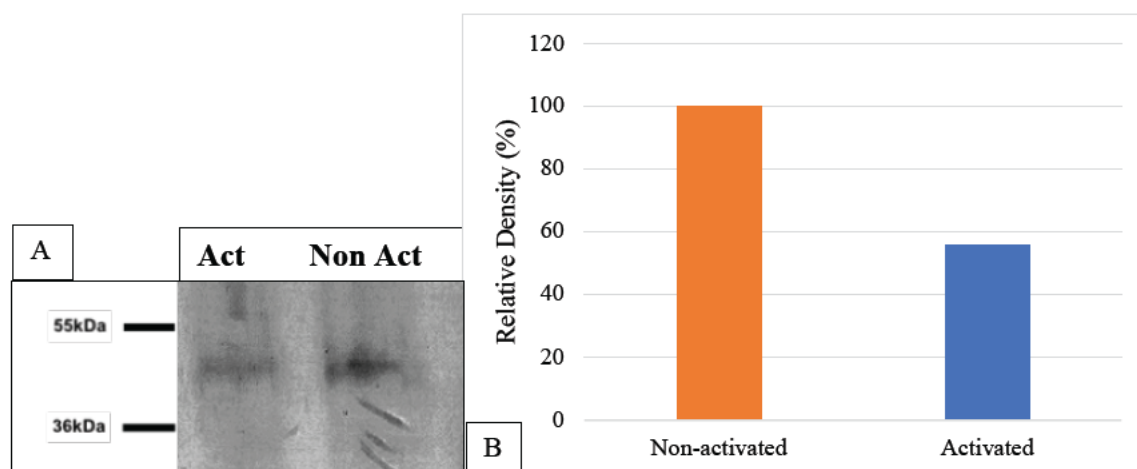 A
Act Non Act
55kDa
36kDa
B
Relative Density (%)
120
100
80
60
40
20
0
Non-activated Activated